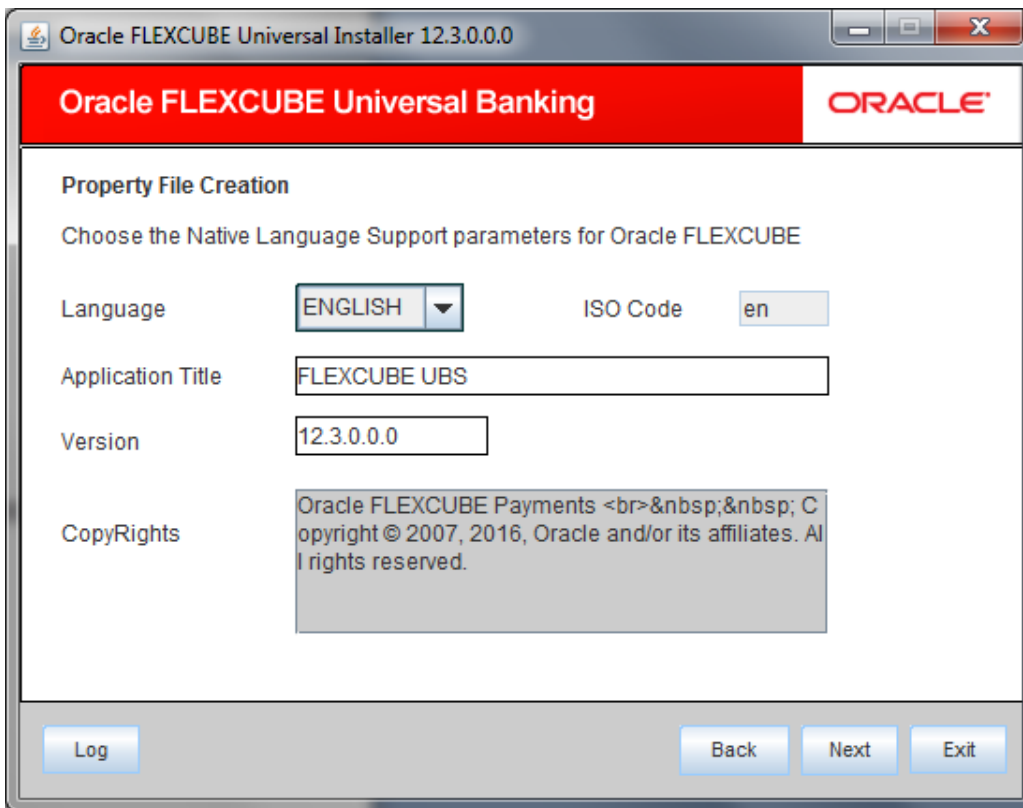 Oracle FLEXCUBE Universal Installer 12.3.0.0.0
Oracle FLEXCUBE Universal Banking
ORACLE®
Property File Creation
Choose the Native Language Support parameters for Oracle FLEXCUBE
Language ENGLISH ISO Code en
Application Title FLEXCUBE UBS
Version 12.3.0.0.0
CopyRights
Oracle FLEXCUBE Payments <br>&nbsp;&nbsp; C
opyright © 2007, 2016, Oracle and/or its affiliates. Al
l rights reserved.
Log Back Next Exit